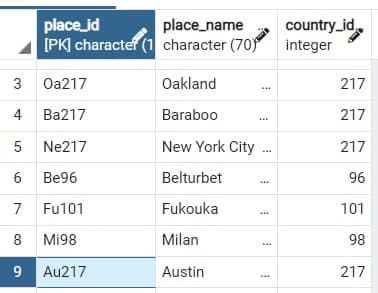 place_id place_name country_id
[PK] character (1 character (70) integer
3 Oa217 Oakland ... 217
4 Ba217 Baraboo ... 217
5 Ne217 New York City ... 217
6 Be96 Belturbet ... 96
7 Fu101 Fukouka ... 101
8 Mi98 Milan ... 98
9 Au217 Austin ... 217